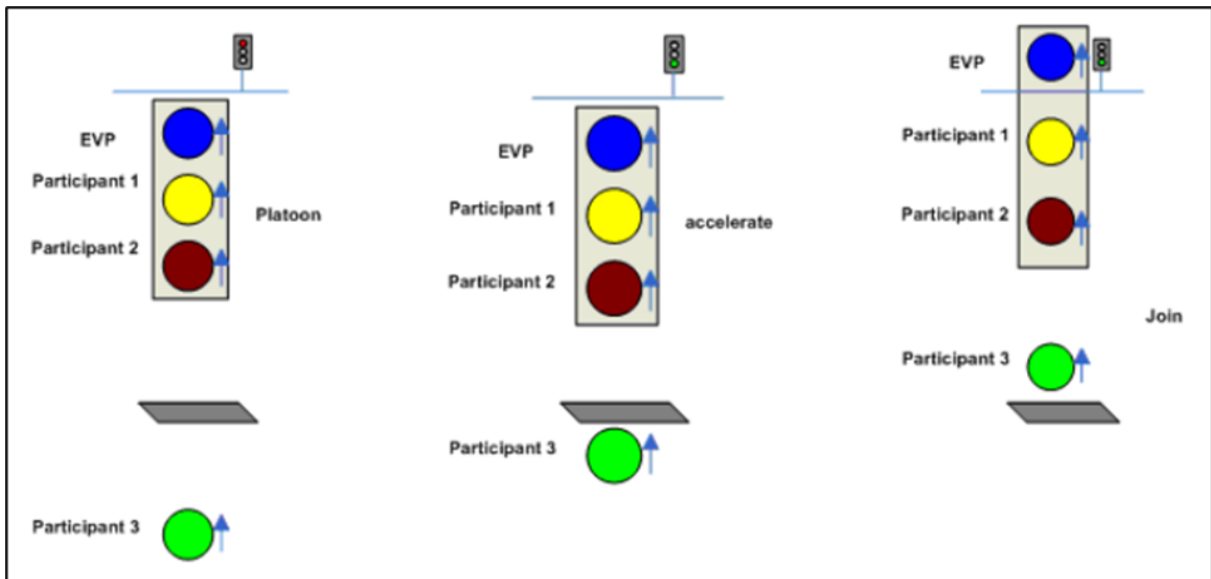 EVP
Participant 1
Platoon
Participant 2
Participant 3
EVP
Participant 1
accelerate
Participant 2
Participant 3
EVP
Participant 1
Participant 2
Join
Participant 3